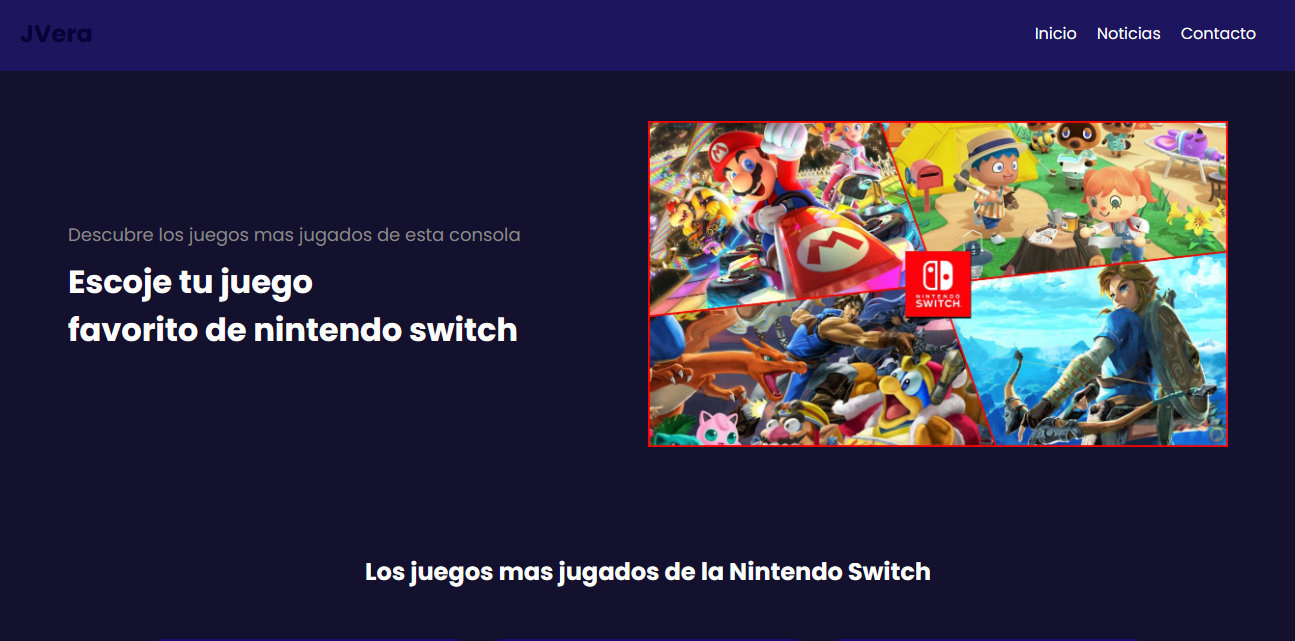 JVera
Inicio Noticias Contacto
Descubre los juegos mas jugados de esta consola
Escoje tu juego
favorito de nintendo switch
NINTENDO
SWITCH
Los juegos mas jugados de la Nintendo Switch